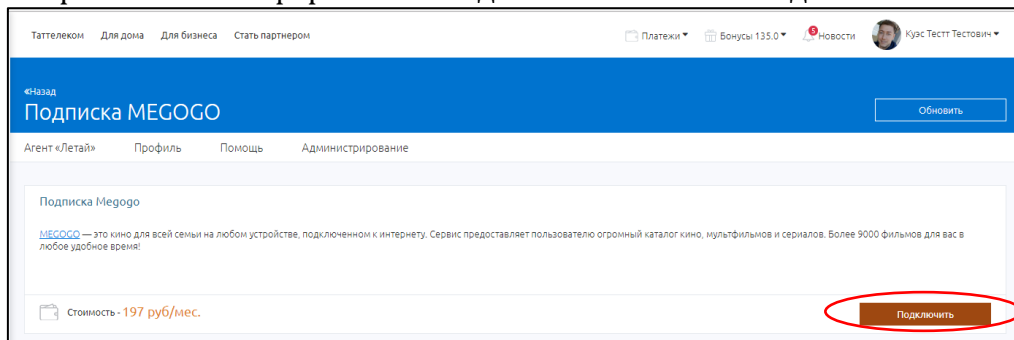 Таттелеком Для дома Для бизнеса Стать партнером Платежи Бонусы 135.0 5 Новости Куэс Тестт Тестович
«Назад
Подписка MEGOGO
Обновить
Агент «Летай» Профиль Помощь Администрирование
Подписка Megogo
MEGOGO — это кино для всей семьи на любом устройстве, подключенном к интернету. Сервис предоставляет пользователю огромный каталог кино, мультфильмов и сериалов. Более 9000 фильмов для вас в
любое удобное время!
Стоимость - 197 руб/мес.
Подключить